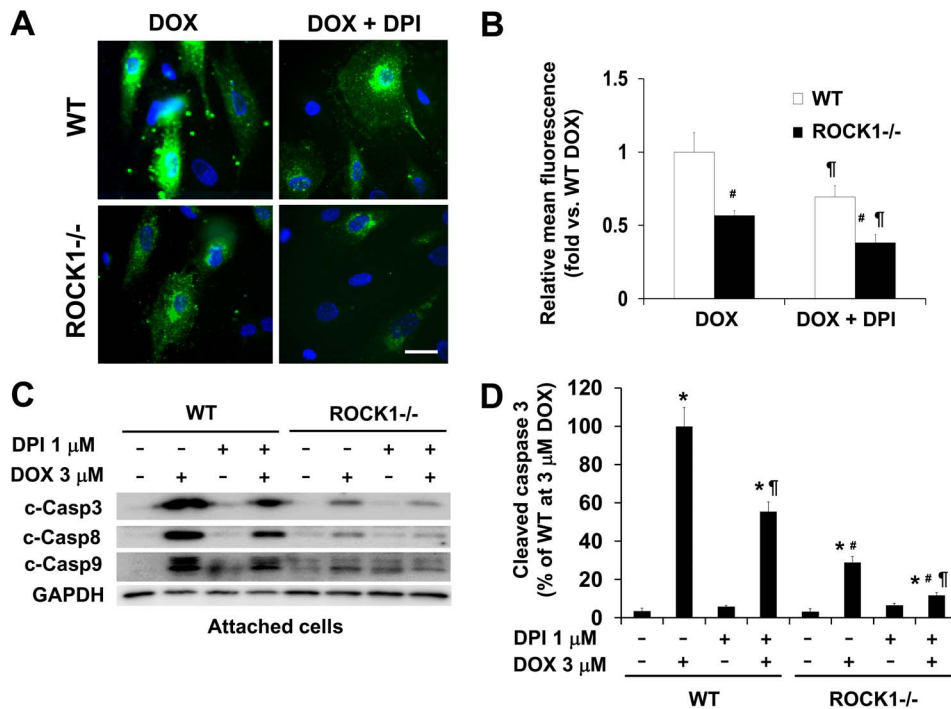 A
DOX
DOX + DPI
WT
ROCK1-/-
B
Relative mean fluorescence
(fold vs. WT DOX)
1.5
1
0.5
0
WT
ROCK1-/-
#
¶
# ¶
DOX
DOX + DPI
C
WT
ROCK1-/-
DPI 1 μM - - + + - - + +
DOX 3 μM - + - + - + - +
c-Casp3
c-Casp8
c-Casp9
GAPDH
Attached cells
D
Cleaved caspase 3
(% of WT at 3 μM DOX)
120
100
80
60
40
20
0
*
* ¶
* #
* # ¶
DPI 1 μM - - + + - - + +
DOX 3 μM - + - + - + - +
WT
ROCK1-/-